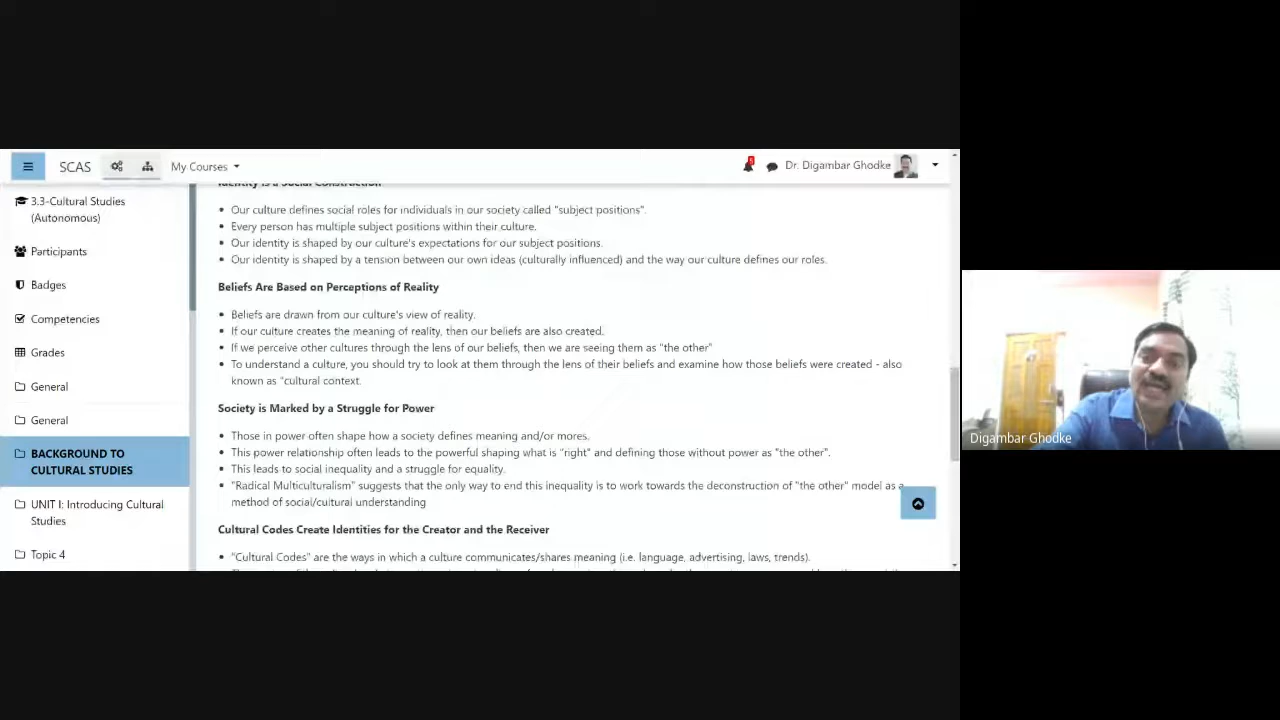 SCAS
My Courses
Dr. Digambar Ghodke
3.3-Cultural Studies
(Autonomous)
Participants
Badges
Competencies
Grades
General
General
BACKGROUND TO
CULTURAL STUDIES
UNIT I: Introducing Cultural
Studies
Topic 4
Identity is a Social Construction
Our culture defines social roles for individuals in our society called "subject positions".
Every person has multiple subject positions within their culture.
Our identity is shaped by our culture's expectations for our subject positions.
Our identity is shaped by a tension between our own ideas (culturally influenced) and the way our culture defines our roles.
Beliefs Are Based on Perceptions of Reality
Beliefs are drawn from our culture's view of reality.
If our culture creates the meaning of reality, then our beliefs are also created.
If we perceive other cultures through the lens of our beliefs, then we are seeing them as "the other"
To understand a culture, you should try to look at them through the lens of their beliefs and examine how those beliefs were created - also
known as "cultural context.
Society is Marked by a Struggle for Power
Those in power often shape how a society defines meaning and/or mores.
This power relationship often leads to the powerful shaping what is "right" and defining those without power as "the other".
This leads to social inequality and a struggle for equality.
"Radical Multiculturalism" suggests that the only way to end this inequality is to work towards the deconstruction of "the other" model as a
method of social/cultural understanding
Cultural Codes Create Identities for the Creator and the Receiver
"Cultural Codes" are the ways in which a culture communicates/shares meaning (i.e. language, advertising, laws, trends).
Digambar Ghodke